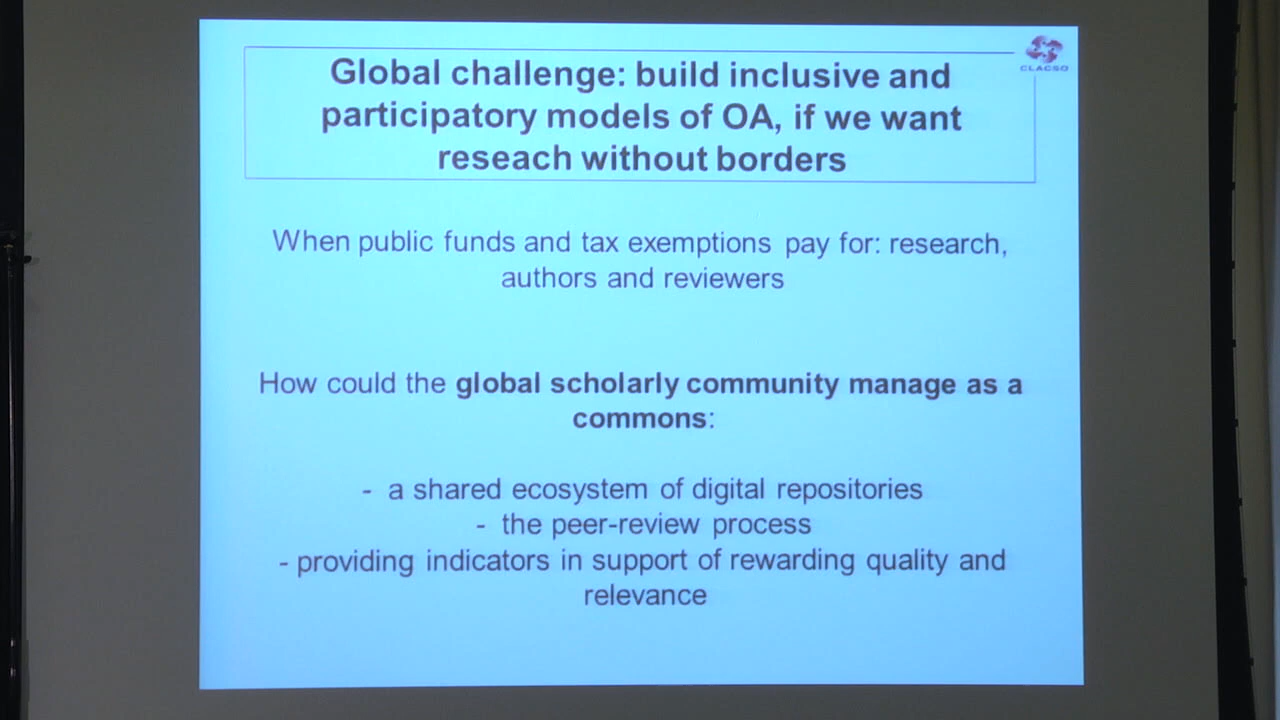 CLACSO
Global challenge: build inclusive and
participatory models of OA, if we want
reseach without borders
When public funds and tax exemptions pay for: research,
authors and reviewers
How could the global scholarly community manage as a
commons:
- a shared ecosystem of digital repositories
- the peer-review process
- providing indicators in support of rewarding quality and
relevance